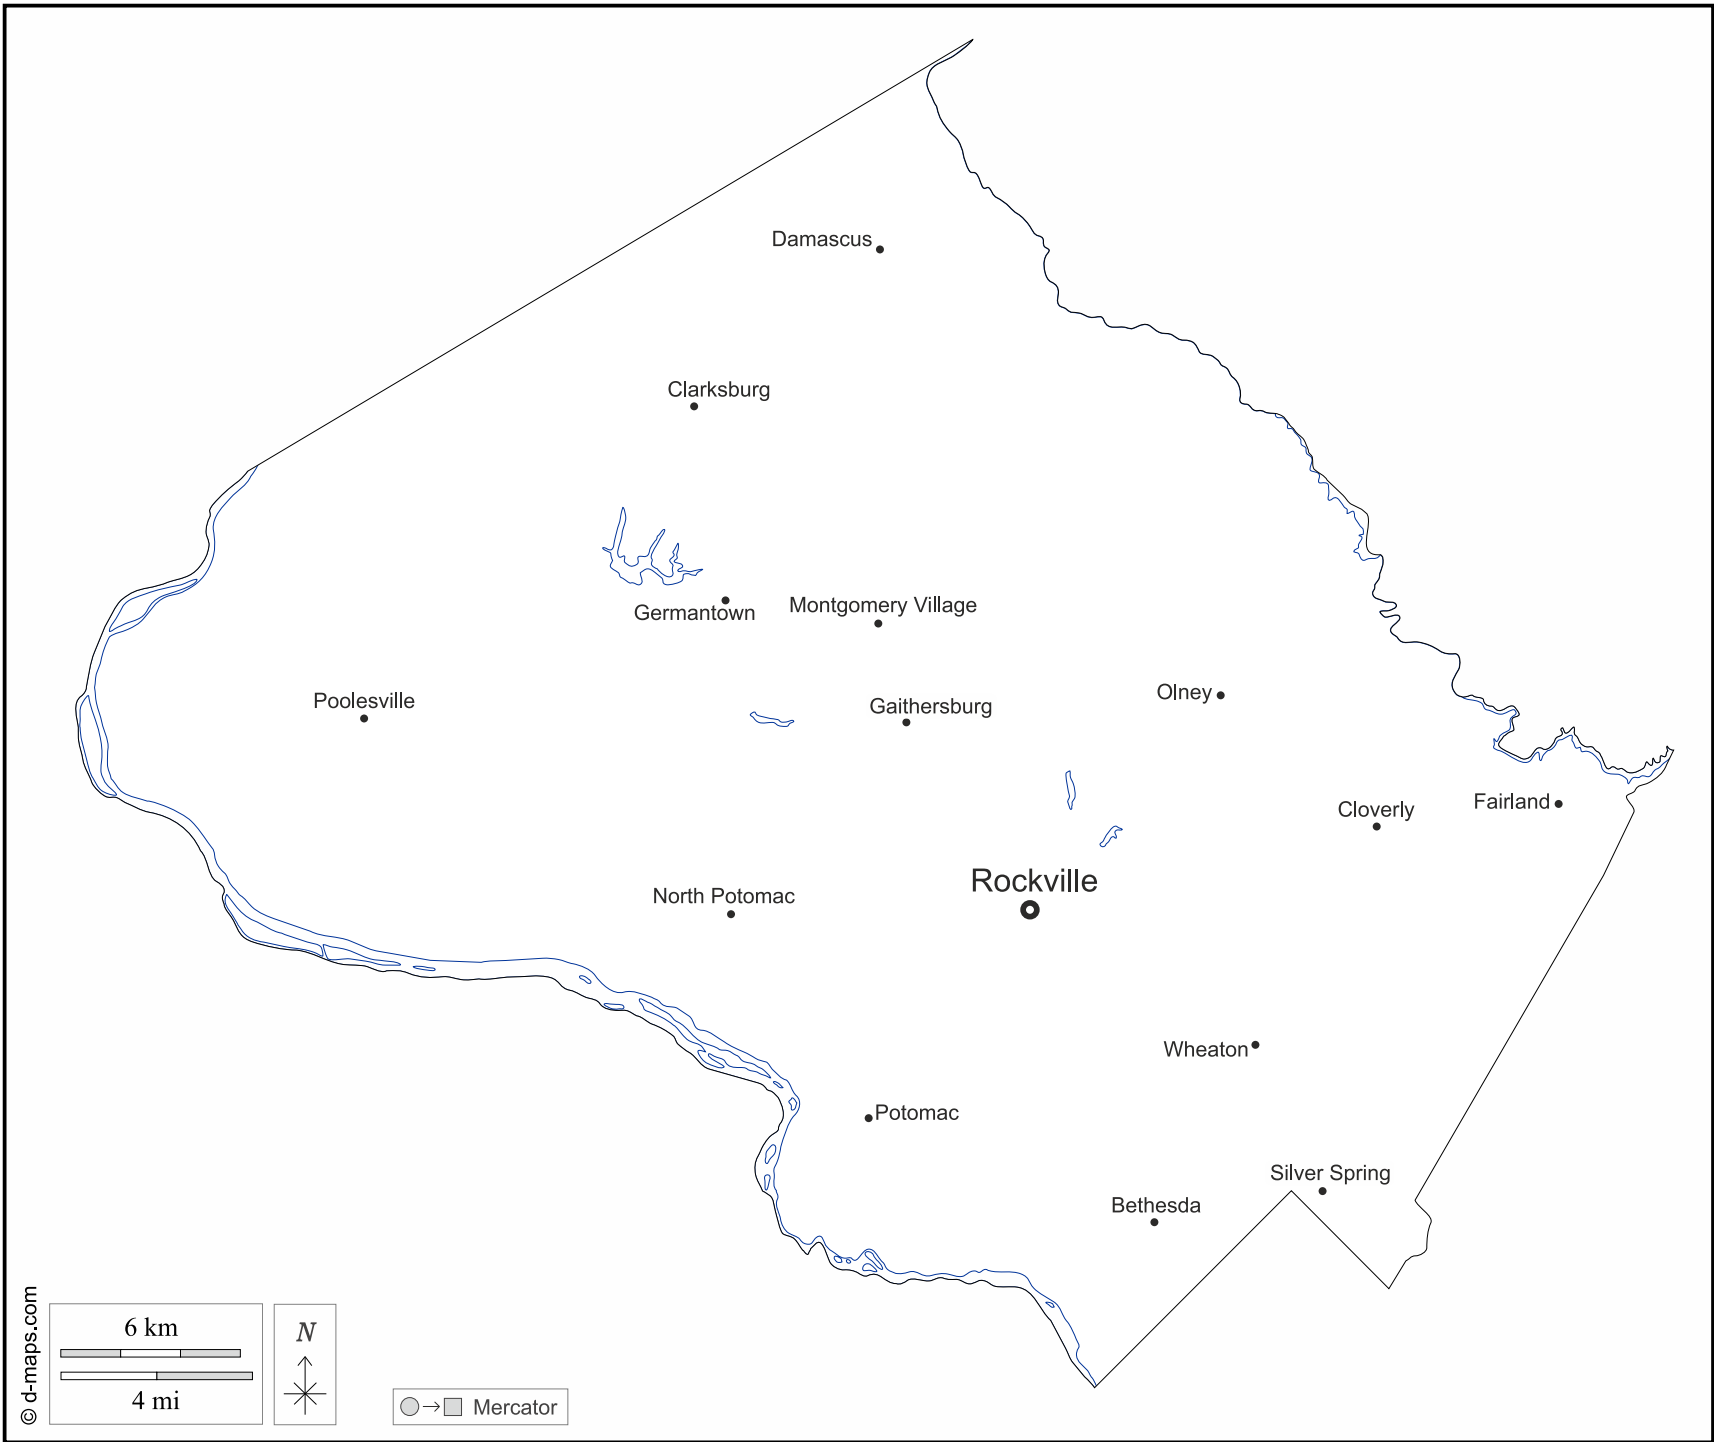 Damascus
Clarksburg
Germantown
Montgomery Village
Poolesville
Gaithersburg
Olney
Cloverly
Fairland
Rockville
North Potomac
Wheaton
Potomac
Silver Spring
Bethesda
© d-maps.com
6 km
4 mi
N
Mercator